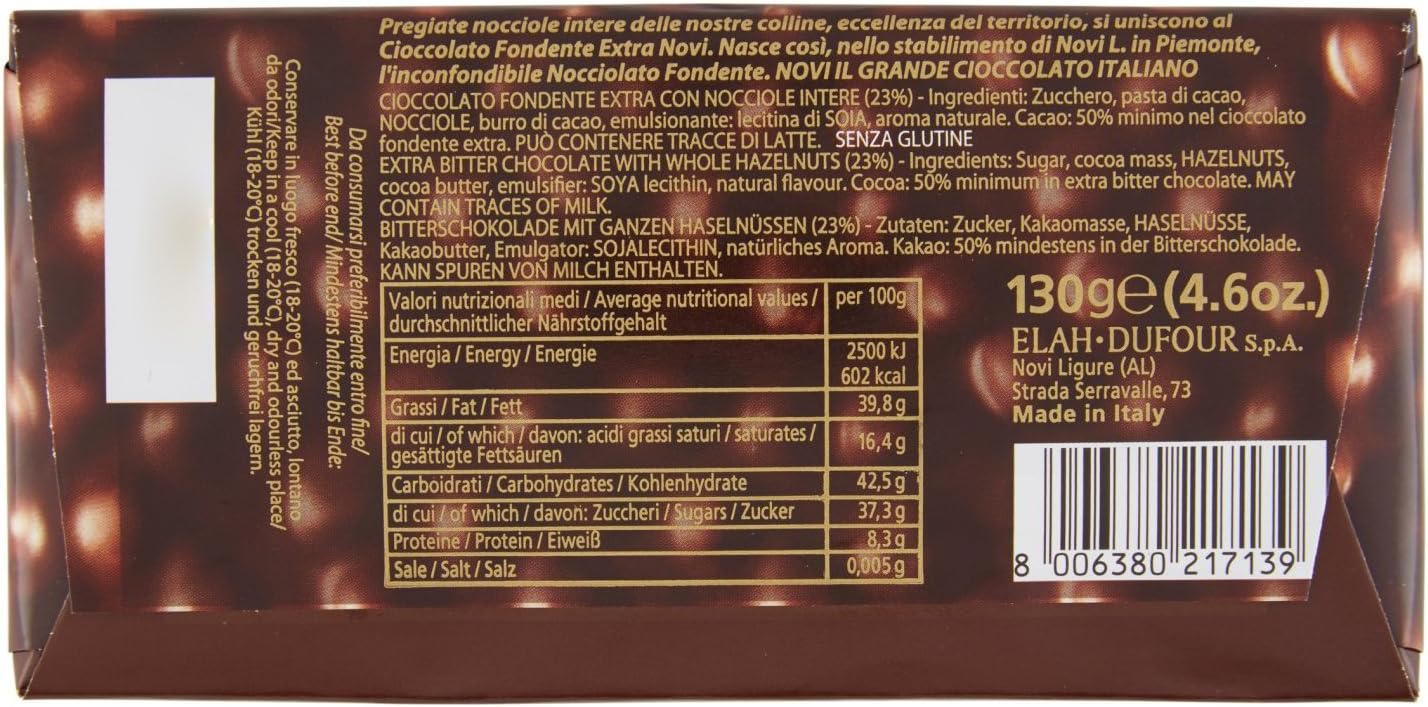 Pregiate nocciole intere delle nostre colline, eccellenza del territorio, si uniscono al
Cioccolato Fondente Extra Novi. Nasce così, nello stabilimento di Novi L. in Piemonte,
l'inconfondibile Nocciolato Fondente. NOVI IL GRANDE CIOCCOLATO ITALIANO
CIOCCOLATO FONDENTE EXTRA CON NOCCIOLE INTERE (23%) - Ingredienti: Zucchero, pasta di cacao,
NOCCIOLE, burro di cacao, emulsionante: lecitina di SOIA, aroma naturale. Cacao: 50% minimo nel cioccolato
fondente extra. PUÒ CONTENERE TRACCE DI LATTE. SENZA GLUTINE
EXTRA BITTER CHOCOLATE WITH WHOLE HAZELNUTS (23%) - Ingredients: Sugar, cocoa mass, HAZELNUTS,
cocoa butter, emulsifier: SOYA lecithin, natural flavour. Cocoa: 50% minimum in extra bitter chocolate. MAY
CONTAIN TRACES OF MILK.
BITTERSCHOKOLADE MIT GANZEN HASELNÜSSEN (23%) - Zutaten: Zucker, Kakaomasse, HASELNÜSSE,
Kakaobutter, Emulgator: SOJALECITHIN, natürliches Aroma. Kakao: 50% mindestens in der Bitterschokolade.
KANN SPUREN VON MILCH ENTHALTEN.
Valori nutrizionali medi / Average nutritional values / per 100g
durchschnittlicher Nährstoffgehalt
Energia / Energy / Energie 2500 kJ
602 kcal
Grassi / Fat / Fett 39,8 g
di cui / of which / davon: acidi grassi saturi / saturates / 16,4 g
gesättigte Fettsäuren
Carboidrati / Carbohydrates / Kohlenhydrate 42,5 g
di cui / of which / davon: Zuccheri / Sugars / Zucker 37,3 g
Proteine / Protein / Eiweiß 8,3 g
Sale / Salt / Salz 0,005 g
130g℮ (4.6oz.)
ELAH•DUFOUR S.p.A.
Novi Ligure (AL)
Strada Serravalle, 73
Made in Italy
8 006380 217139
Da consumarsi preferibilmente entro fine/
Best before end/Mindestens haltbar bis Ende:
Conservare in luogo fresco (18-20°C) ed asciutto, lontano
da odori/Keep in a cool (18-20°C), dry and odourless place/
Kühl (18-20°C) trocken und geruchfrei lagern.